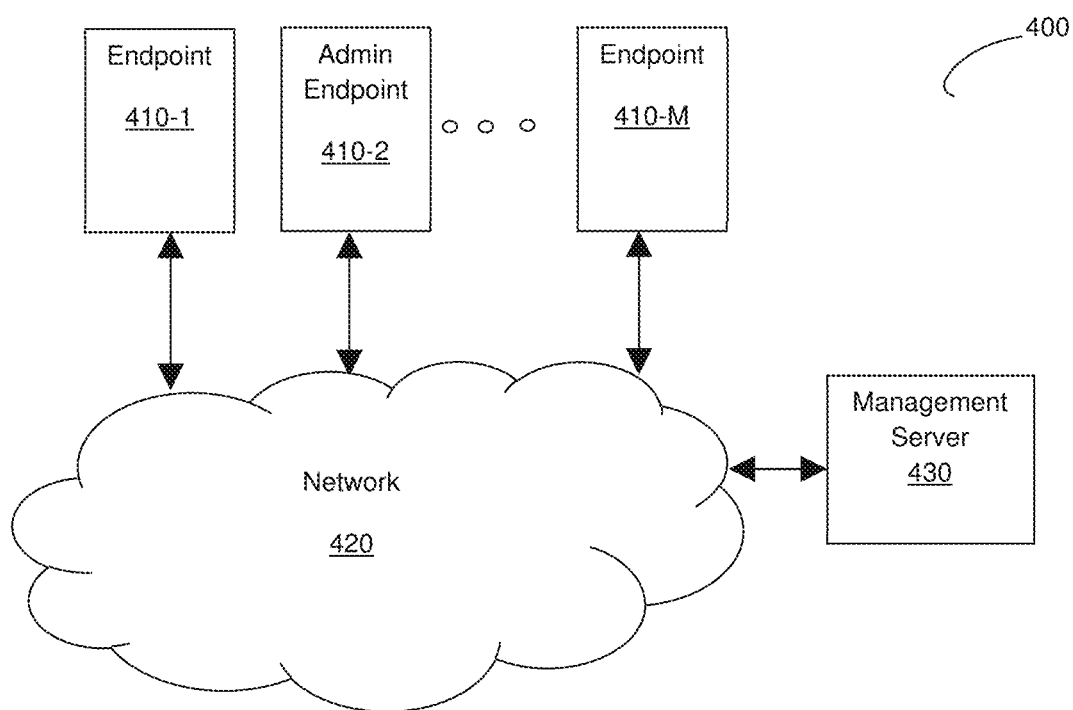 400
Endpoint
410-1
Admin
Endpoint
410-2
Endpoint
410-M
Management
Server
430
Network
420